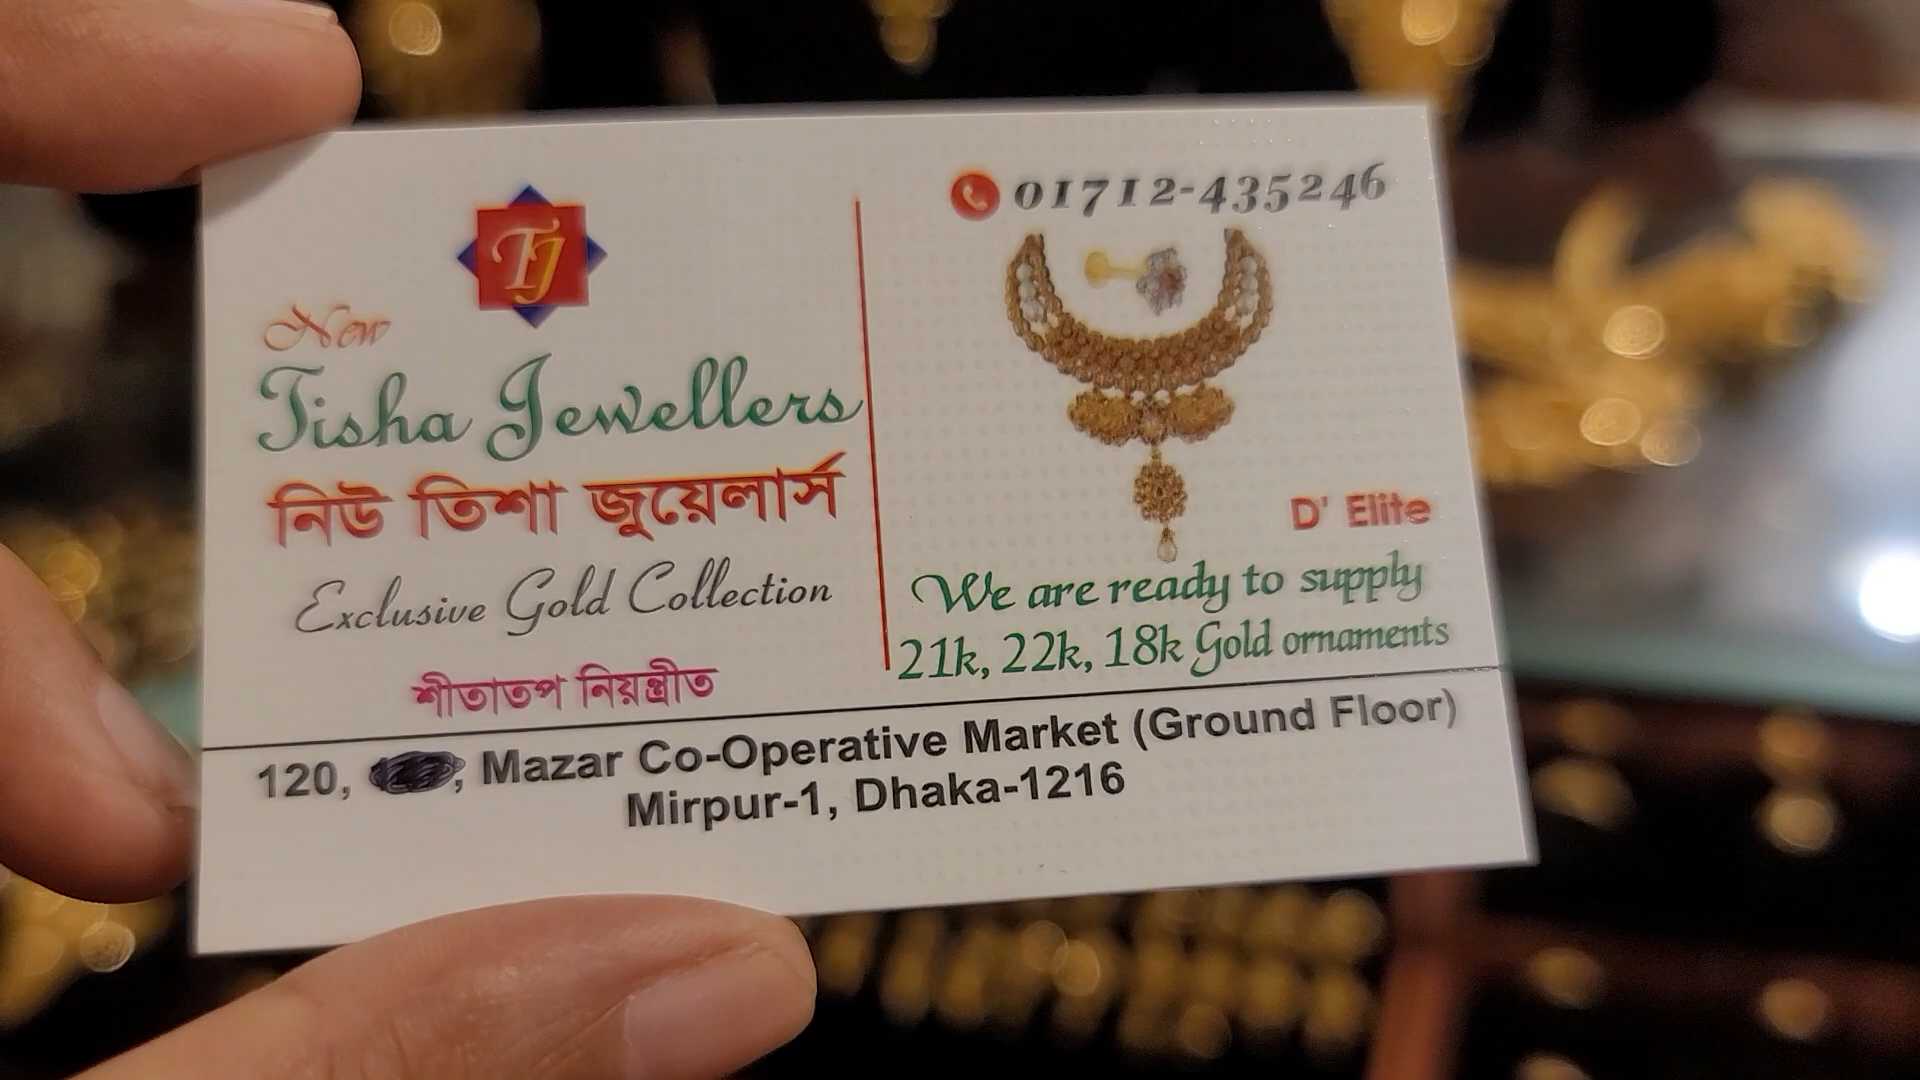 TJ
New
Tisha Jewellers
নিউ তিশা জুয়েলার্স
Exclusive Gold Collection
শীতাতপ নিয়ন্ত্রীত
01712-435246
D' Elite
We are ready to supply
21k, 22k, 18k Gold ornaments
120, , Mazar Co-Operative Market (Ground Floor)
Mirpur-1, Dhaka-1216